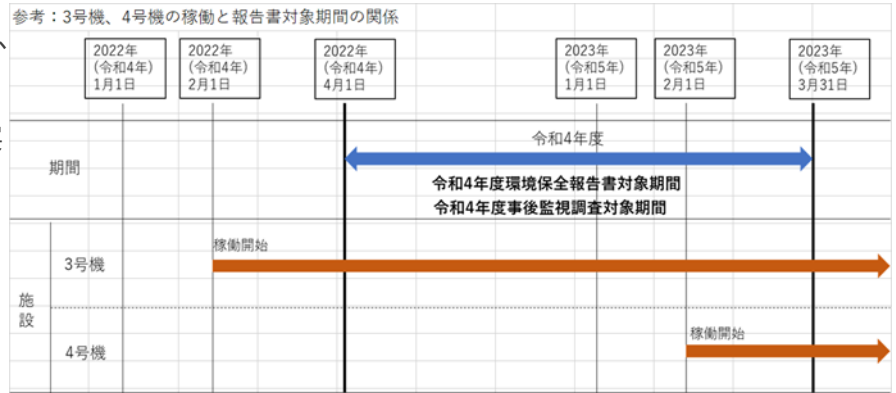 参考：3号機、4号機の稼働と報告書対象期間の関係
2022年
(令和4年)
1月1日
2022年
(令和4年)
2月1日
2022年
(令和4年)
4月1日
2023年
(令和5年)
1月1日
2023年
(令和5年)
2月1日
2023年
(令和5年)
3月31日
期間
令和4年度
令和4年度環境保全報告書対象期間
令和4年度事後監視調査対象期間
施設
3号機
稼働開始
4号機
稼働開始